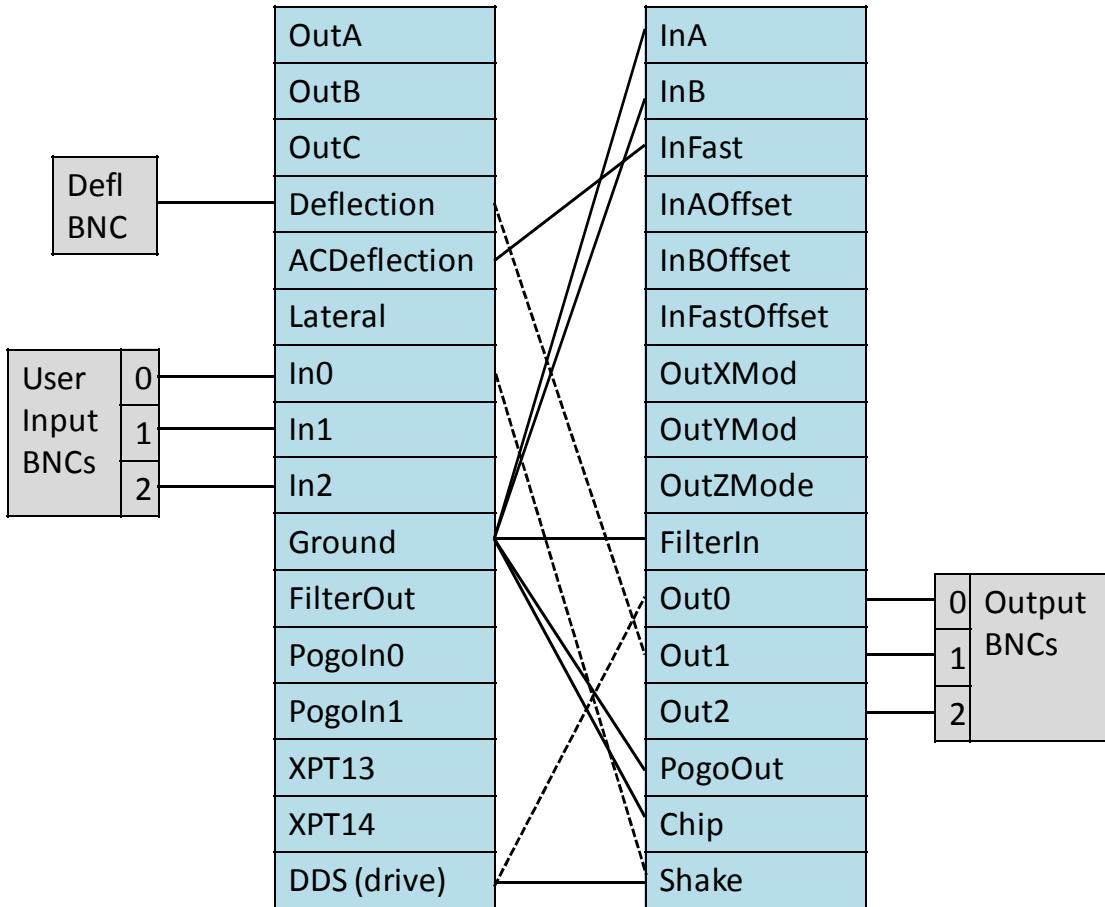 OutA
OutB
OutC
Deflection
ACDeflection
Lateral
In0
In1
In2
Ground
FilterOut
PogoIn0
PogoIn1
XPT13
XPT14
DDS (drive)
InA
InB
InFast
InAOffset
InBOffset
InFastOffset
OutXMod
OutYMod
OutZMode
FilterIn
Out0
Out1
Out2
PogoOut
Chip
Shake
Defl
BNC
User
Input
BNCs
0
1
2
0
1
2
Output
BNCs